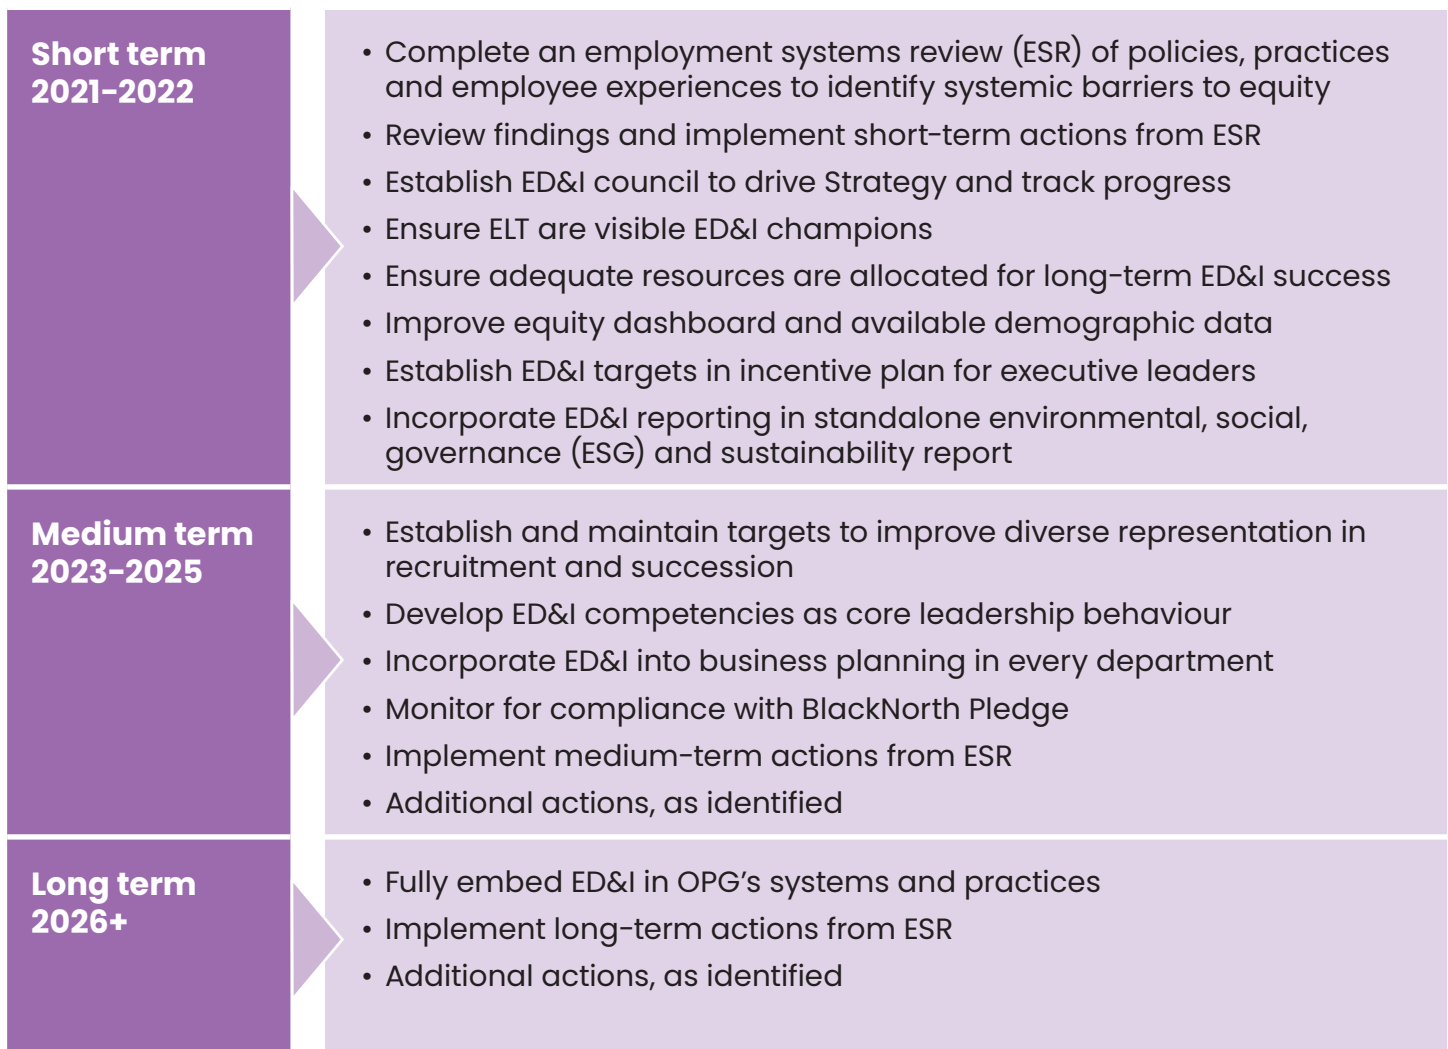 Short term
2021–2022
• Complete an employment systems review (ESR) of policies, practices
and employee experiences to identify systemic barriers to equity
• Review findings and implement short-term actions from ESR
• Establish ED&I council to drive Strategy and track progress
• Ensure ELT are visible ED&I champions
• Ensure adequate resources are allocated for long-term ED&I success
• Improve equity dashboard and available demographic data
• Establish ED&I targets in incentive plan for executive leaders
• Incorporate ED&I reporting in standalone environmental, social,
governance (ESG) and sustainability report
Medium term
2023–2025
• Establish and maintain targets to improve diverse representation in
recruitment and succession
• Develop ED&I competencies as core leadership behaviour
• Incorporate ED&I into business planning in every department
• Monitor for compliance with BlackNorth Pledge
• Implement medium-term actions from ESR
• Additional actions, as identified
Long term
2026+
• Fully embed ED&I in OPG’s systems and practices
• Implement long-term actions from ESR
• Additional actions, as identified